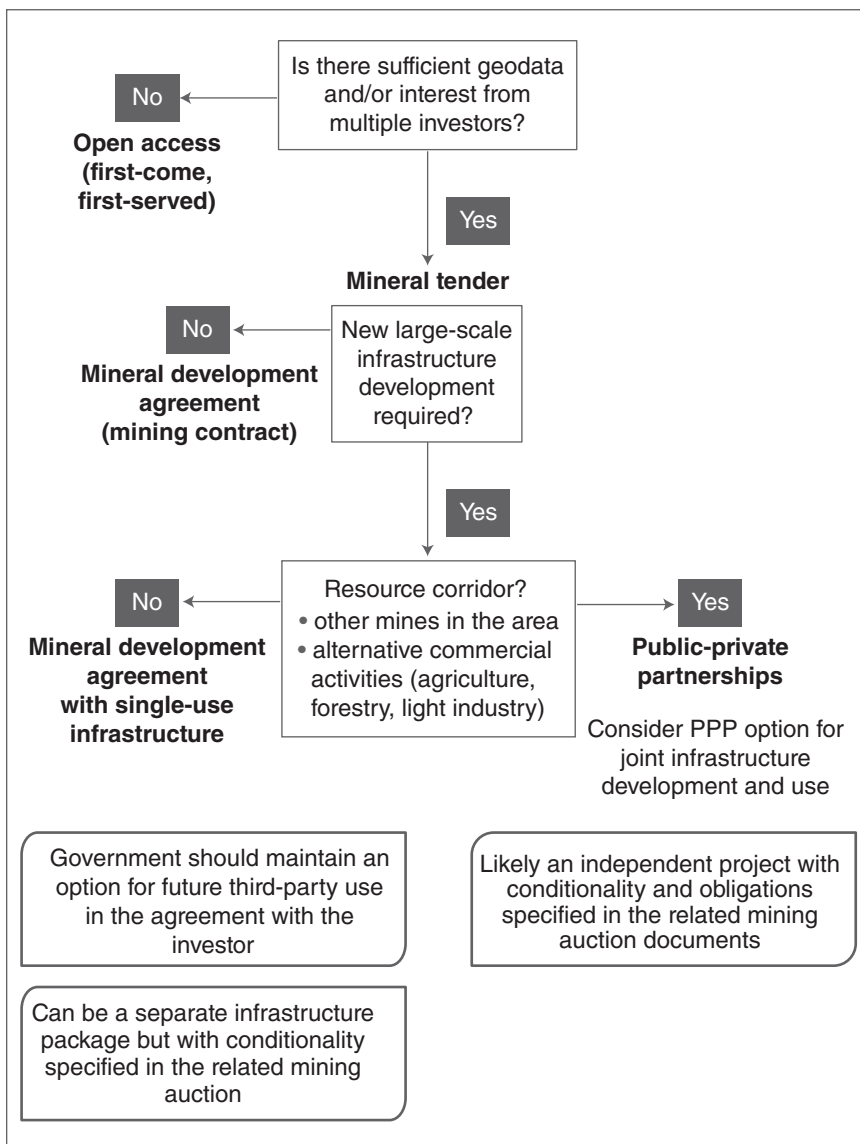 Is there sufficient geodata
and/or interest from
multiple investors?
No
Open access
(first-come,
first-served)
Yes
Mineral tender
No
Mineral development
agreement
(mining contract)
New large-scale
infrastructure
development
required?
Yes
No
Mineral development
agreement
with single-use
infrastructure
Resource corridor?
• other mines in the area
• alternative commercial
activities (agriculture,
forestry, light industry)
Yes
Public-private
partnerships
Consider PPP option for
joint infrastructure
development and use
Government should maintain an
option for future third-party use
in the agreement with the
investor
Likely an independent project with
conditionality and obligations
specified in the related mining
auction documents
Can be a separate infrastructure
package but with conditionality
specified in the related mining
auction